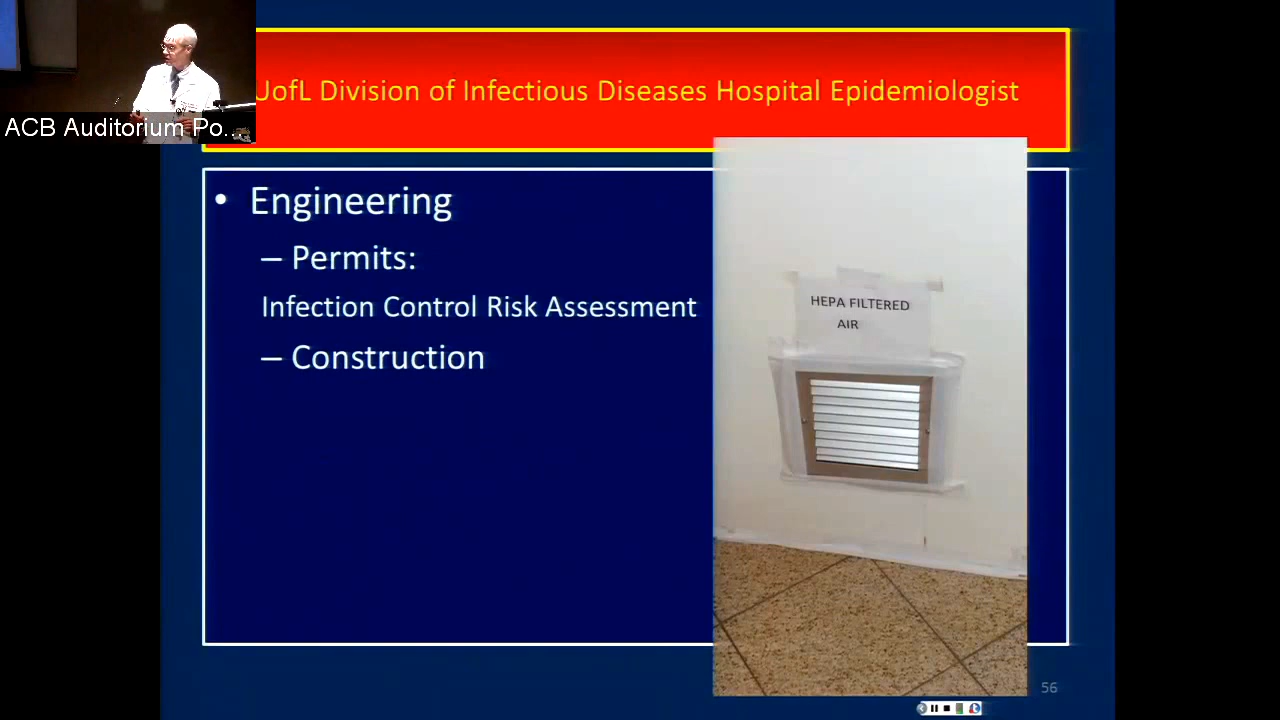 ACB Auditorium Po...
UofL Division of Infectious Diseases Hospital Epidemiologist
• Engineering
– Permits:
Infection Control Risk Assessment
– Construction
HEPA FILTERED
AIR
56